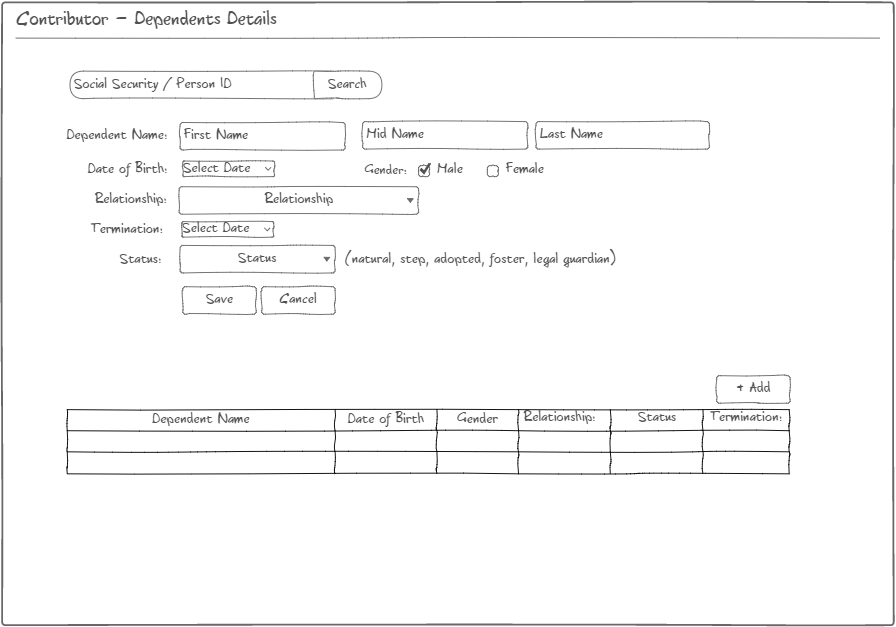 Contributor – Dependents Details
Social Security / Person ID Search
Dependent Name: First Name Mid Name Last Name
Date of Birth: Select Date Gender: Male Female
Relationship: Relationship
Termination: Select Date
Status: Status (natural, step, adopted, foster, legal guardian)
Save Cancel
+ Add
Dependent Name Date of Birth Gender Relationship: Status Termination: